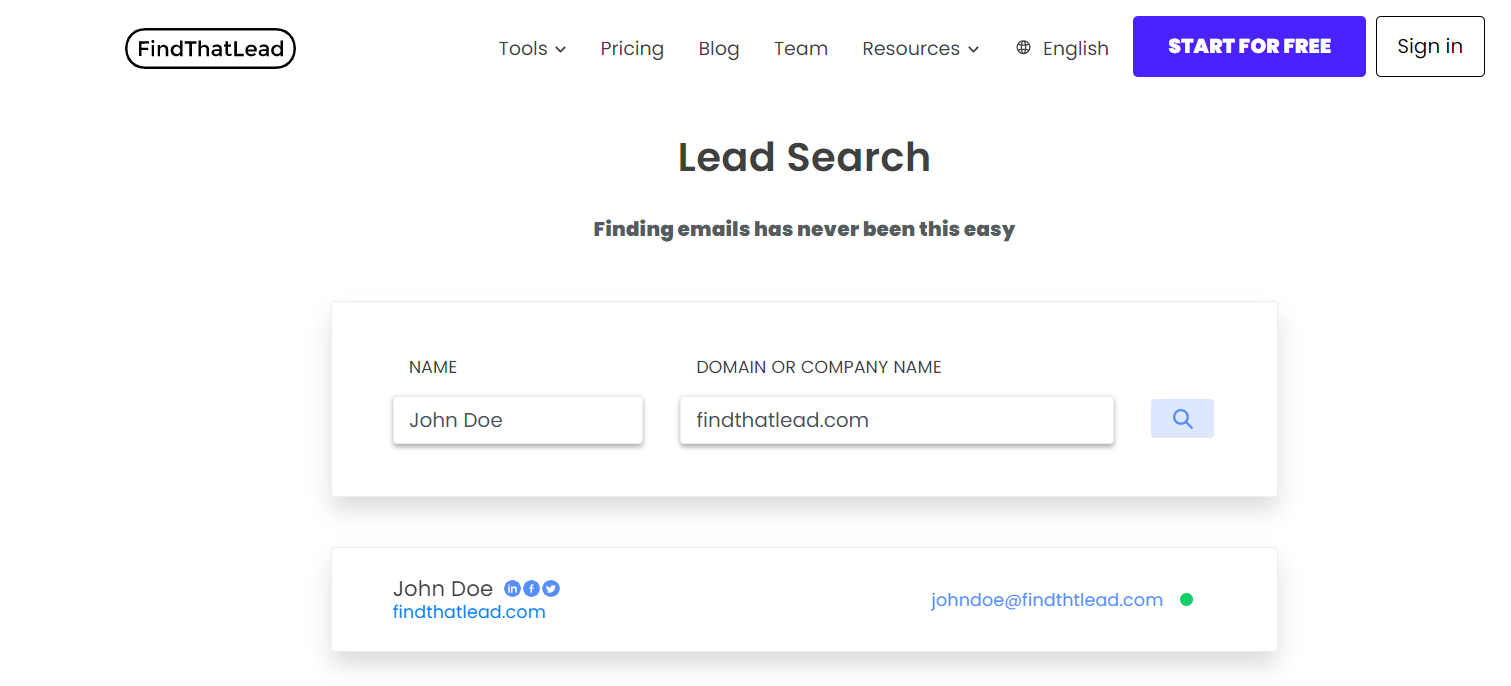 FindThatLead
Tools Pricing Blog Team Resources English START FOR FREE Sign in
Lead Search
Finding emails has never been this easy
NAME DOMAIN OR COMPANY NAME
John Doe findthatlead.com
John Doe
findthatlead.com
johndoe@findthtlead.com